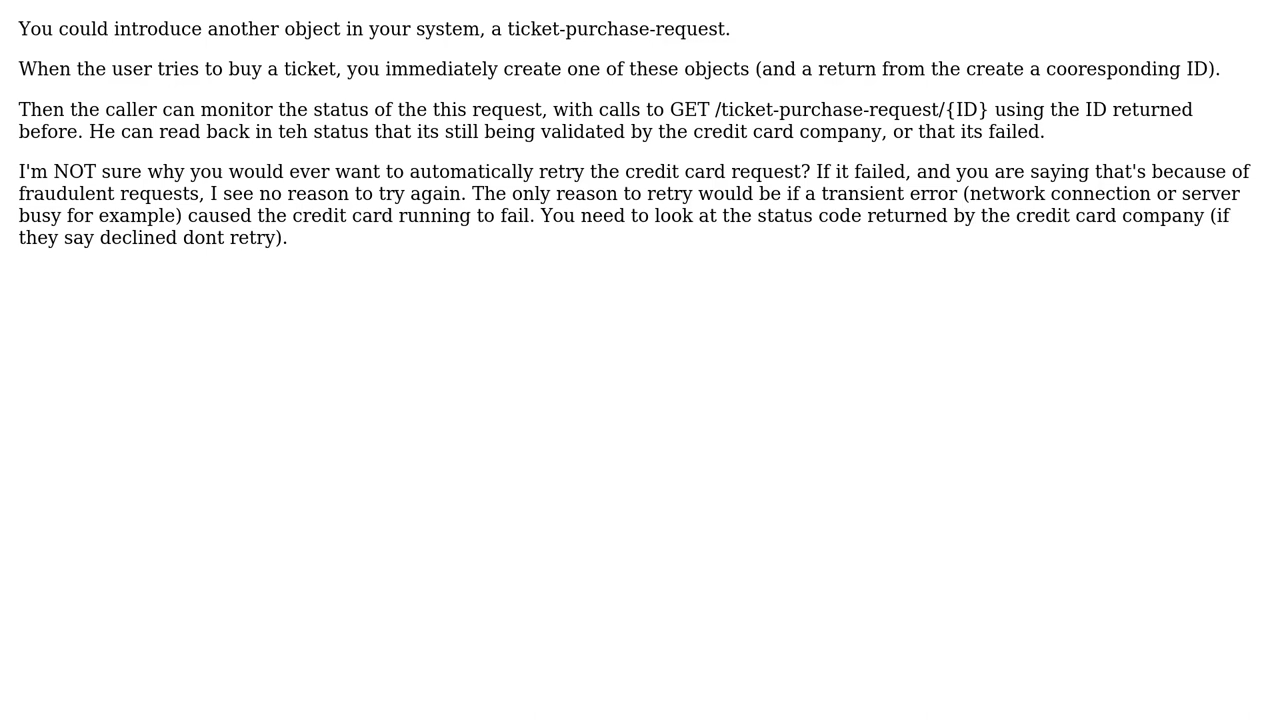 You could introduce another object in your system, a ticket-purchase-request.
When the user tries to buy a ticket, you immediately create one of these objects (and a return from the create a cooresponding ID).
Then the caller can monitor the status of the this request, with calls to GET /ticket-purchase-request/{ID} using the ID returned
before. He can read back in teh status that its still being validated by the credit card company, or that its failed.
I'm NOT sure why you would ever want to automatically retry the credit card request? If it failed, and you are saying that's because of
fraudulent requests, I see no reason to try again. The only reason to retry would be if a transient error (network connection or server
busy for example) caused the credit card running to fail. You need to look at the status code returned by the credit card company (if
they say declined dont retry).